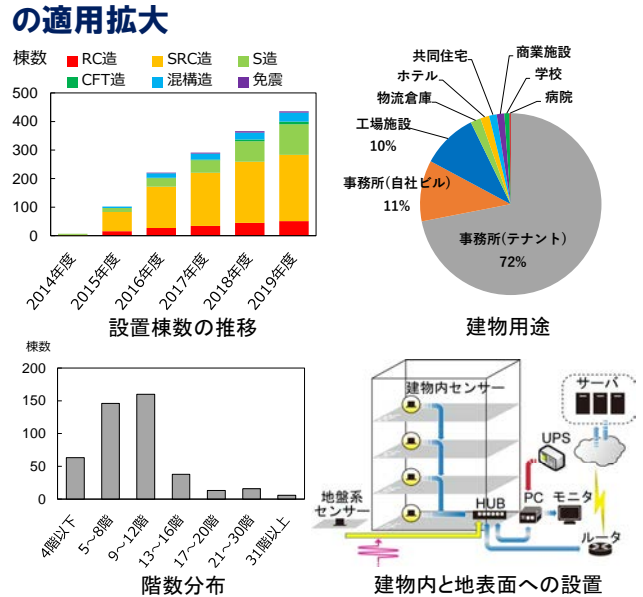 の適用拡大
棟数
RC造
SRC造
S造
CFT造
混構造
免震
500
400
300
200
100
0
2014年度
2015年度
2016年度
2017年度
2018年度
2019年度
設置棟数の推移
共同住宅
商業施設
ホテル
学校
物流倉庫
病院
工場施設
10%
事務所(自社ビル)
11%
事務所(テナント)
72%
建物用途
棟数
200
150
100
50
0
4階以下
5~8階
9~12階
13~16階
17~20階
21~30階
31階以上
階数分布
建物内センサー
サーバ
UPS
地盤系
センサー
HUB
PC
モニタ
ルータ
建物内と地表面への設置